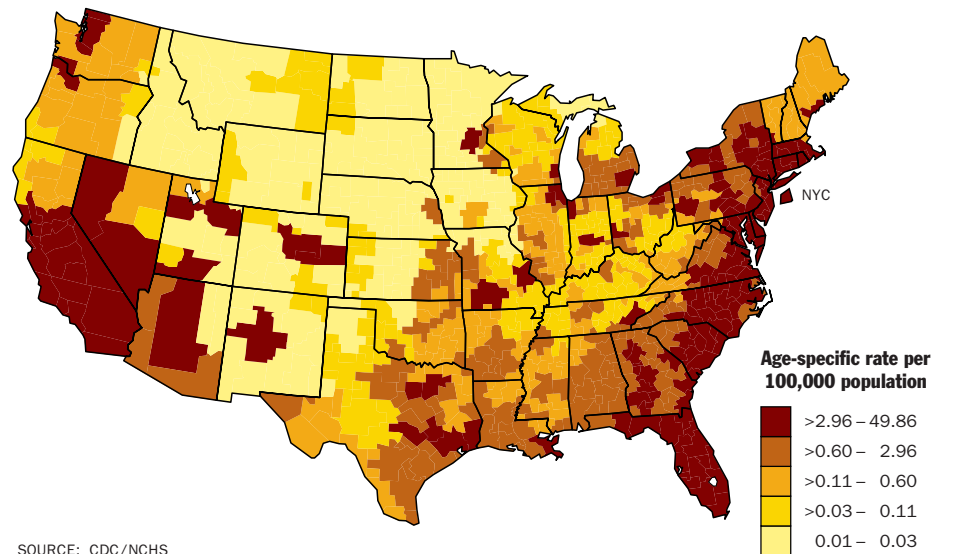 NYC
Age-specific rate per
100,000 population
>2.96 – 49.86
>0.60 – 2.96
>0.11 – 0.60
>0.03 – 0.11
0.01 – 0.03
SOURCE: CDC/NCHS